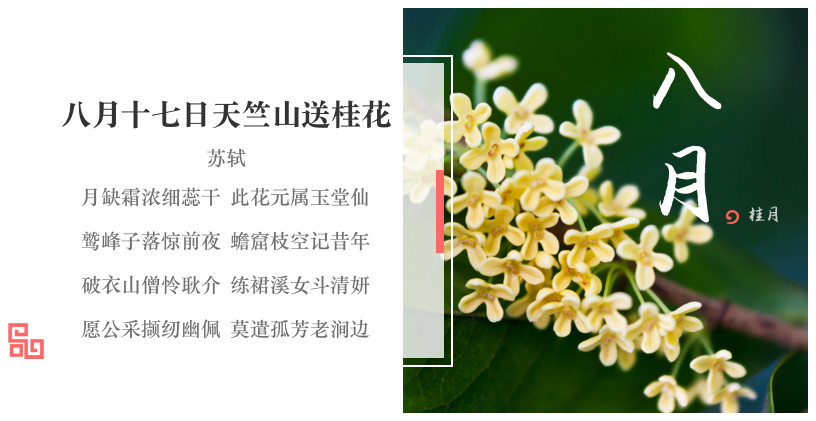 八月十七日天竺山送桂花
苏轼
月缺霜浓细蕊干 此花元属玉堂仙
鹫峰子落惊前夜 蟾窟枝空记昔年
破衣山僧怜耿介 练裙溪女斗清妍
愿公采撷纫幽佩 莫遣孤芳老涧边
八月
桂月